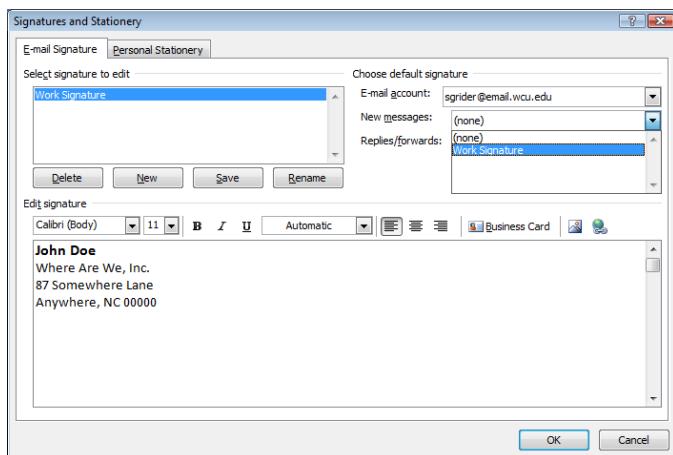 Signatures and Stationery
E-mail Signature Personal Stationery
Select signature to edit Choose default signature
Work Signature
E-mail account: sgrider@email.wcu.edu
New messages: (none)
Replies/forwards: (none)
Work Signature
Delete New Save Rename
Edit signature
Calibri (Body) 11 B I U Automatic Business Card
John Doe
Where Are We, Inc.
87 Somewhere Lane
Anywhere, NC 00000
OK Cancel